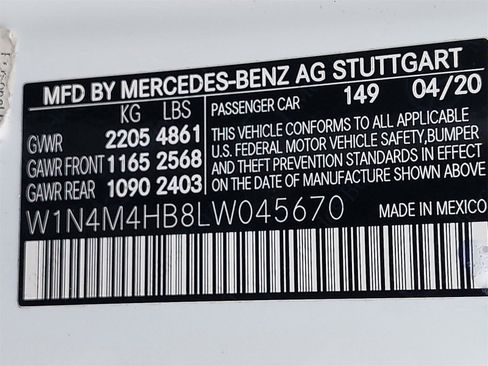 MFD BY MERCEDES-BENZ AG STUTTGART
KG LBS PASSENGER CAR 149 04/20
GVWR 2205 4861
GAWR FRONT 1165 2568
GAWR REAR 1090 2403
THIS VEHICLE CONFORMS TO ALL APPLICABLE
U.S. FEDERAL MOTOR VEHICLE SAFETY, BUMPER
AND THEFT PREVENTION STANDARDS IN EFFECT
ON THE DATE OF MANUFACTURE SHOWN ABOVE.
W1N4M4HB8LW045670 MADE IN MEXICO